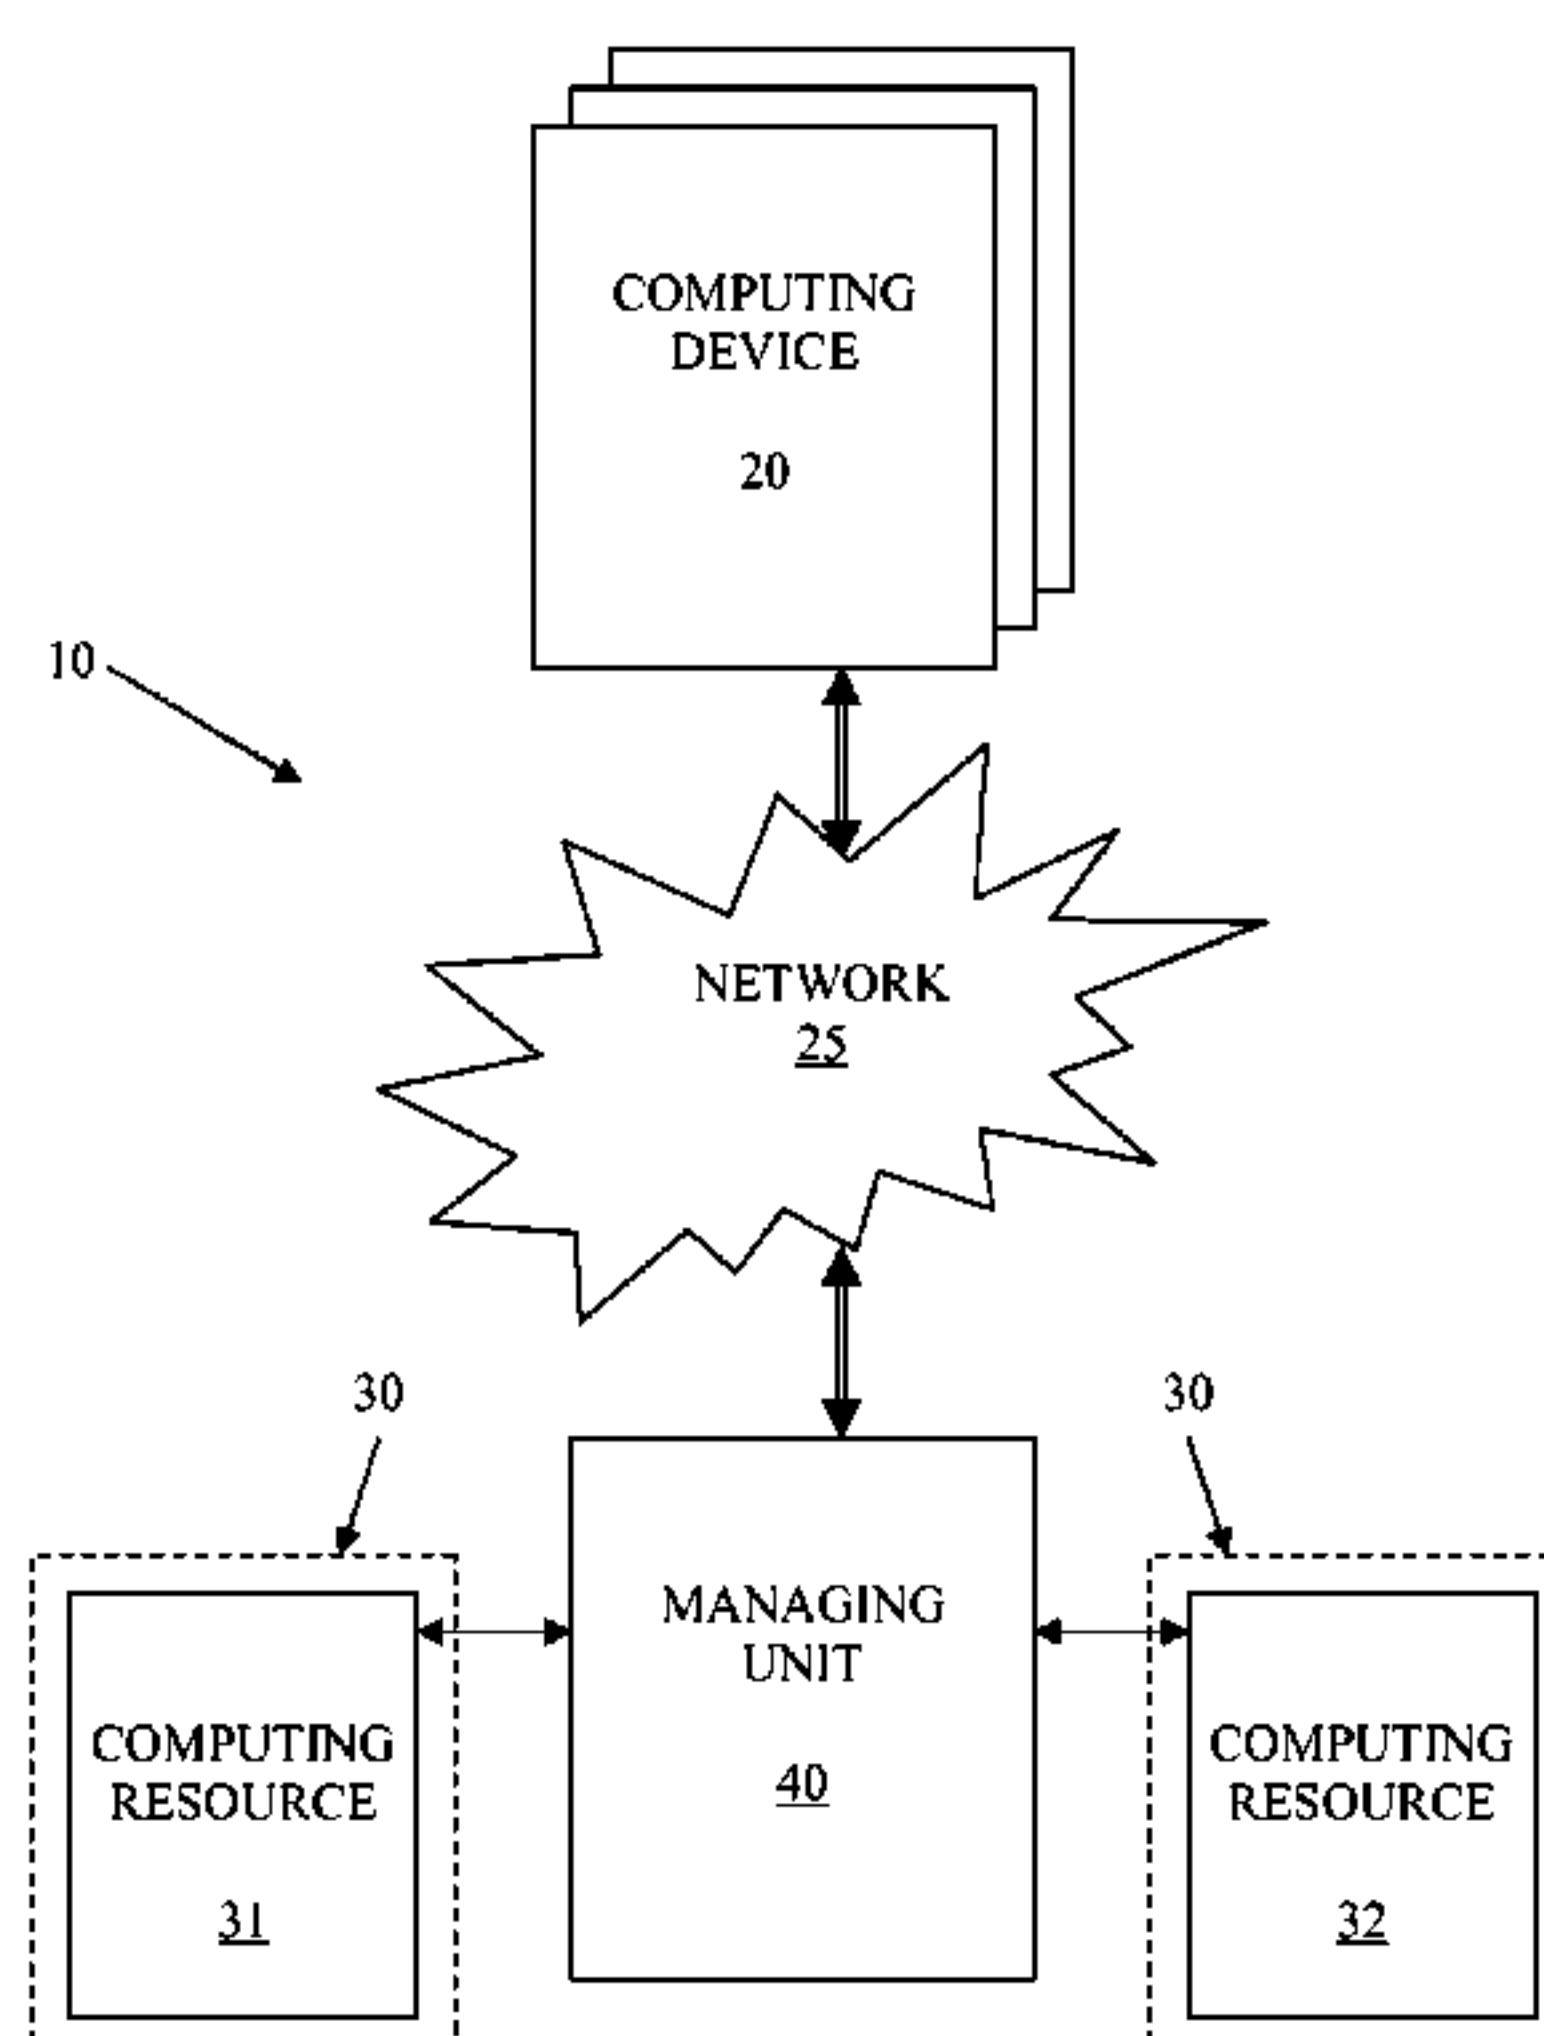 COMPUTING
DEVICE
20
10
NETWORK
25
30
30
MANAGING
UNIT
40
COMPUTING
RESOURCE
31
COMPUTING
RESOURCE
32